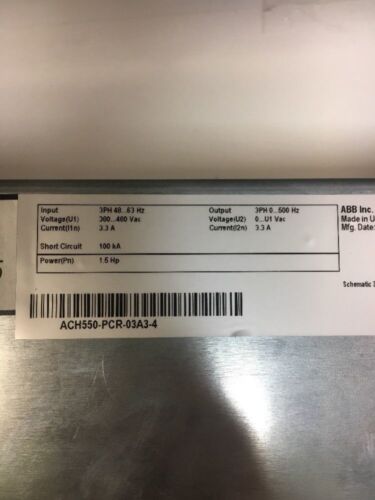 Input 3PH 48...63 Hz Output 3PH 0...500 Hz ABB Inc.
Voltage(U1) 380...480 Vac Voltage(U2) 0...U1 Vac Made in U
Current(I1n) 3.3 A Current(I2n) 3.3 A Mfg. Date:
Short Circuit 100 kA
Power(Pn) 1.5 Hp
Schematic 3
5
ACH550-PCR-03A3-4